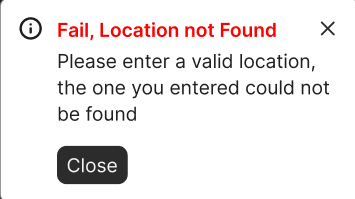 Fail, Location not Found
Please enter a valid location,
the one you entered could not
be found
Close